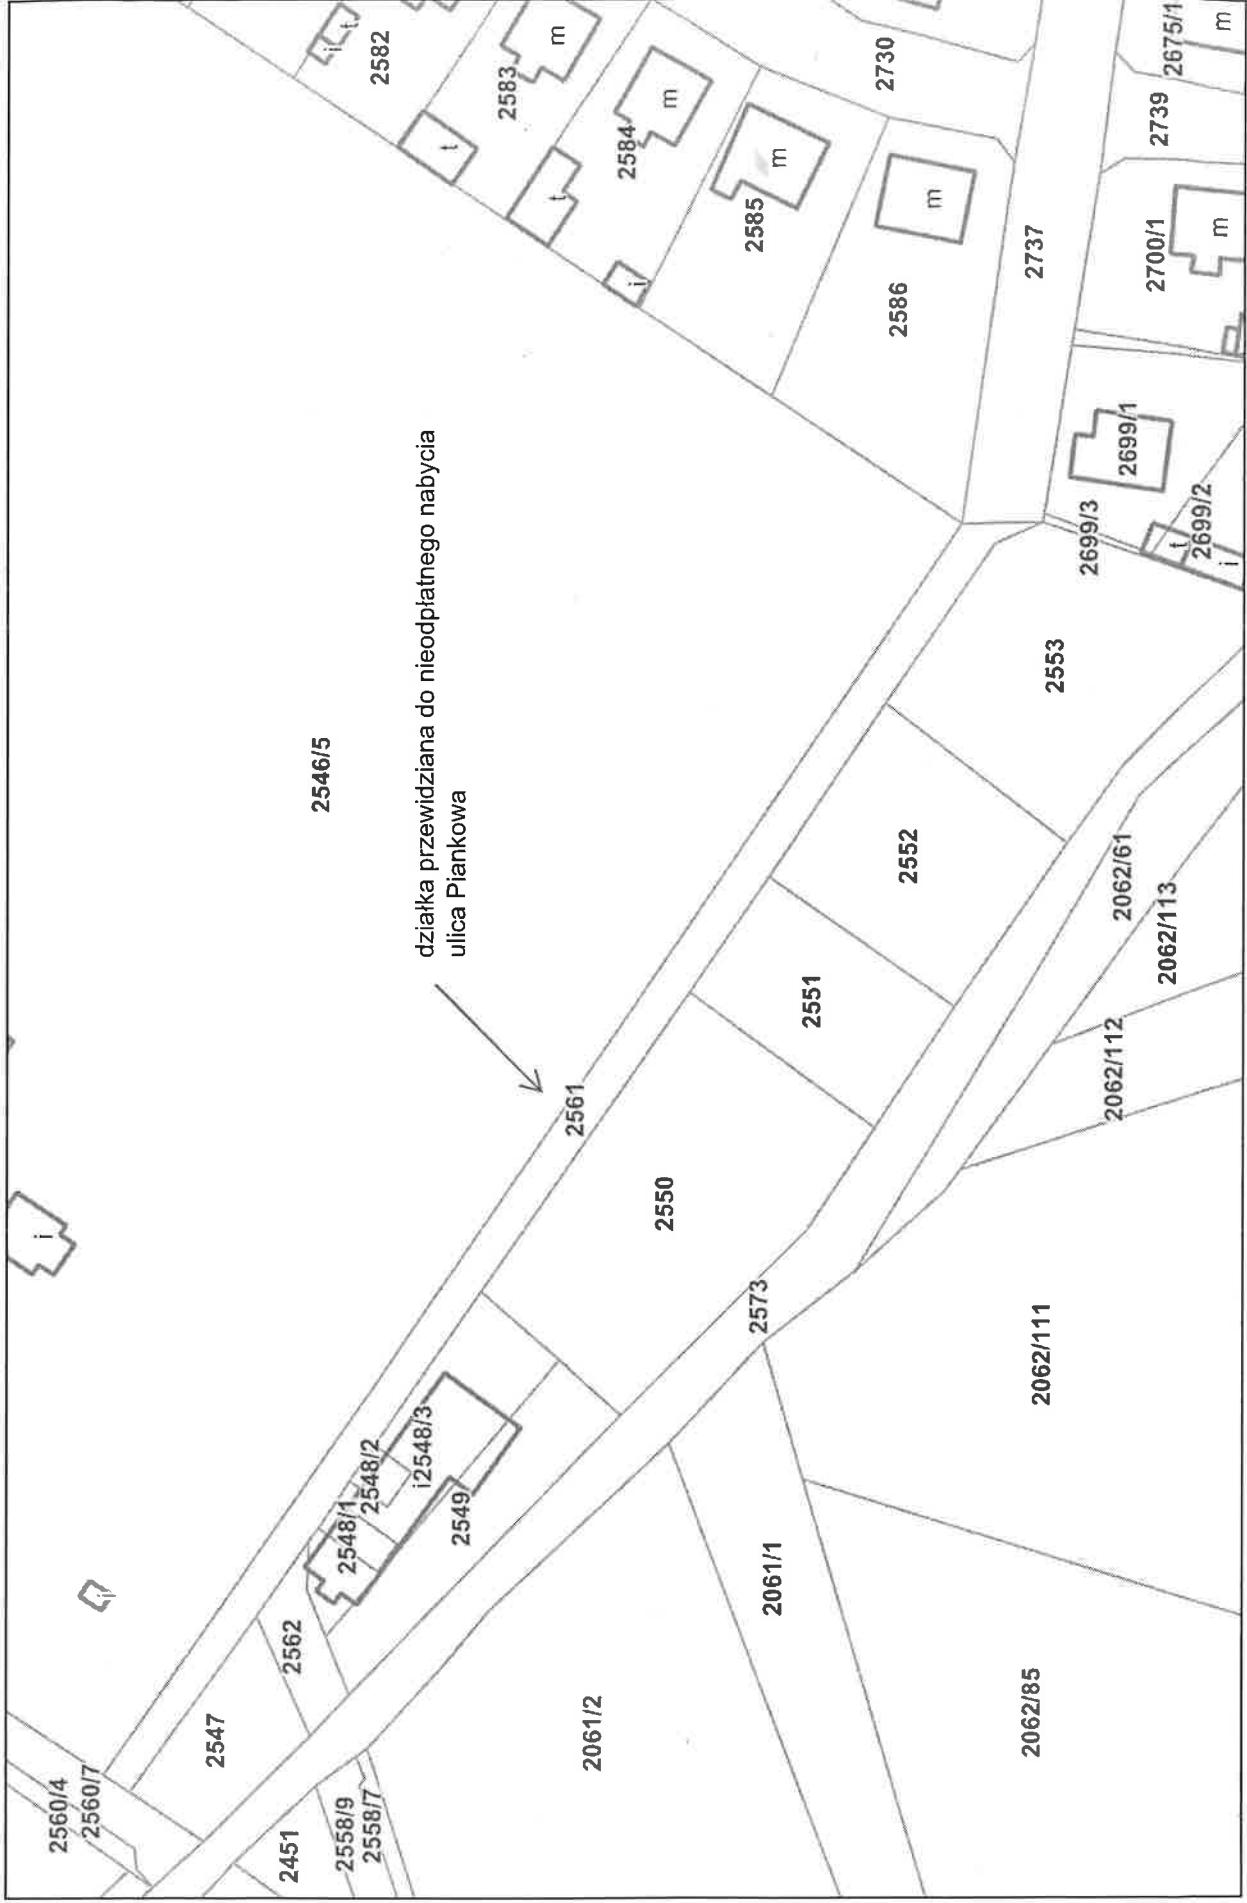 2560/4
2560/7
2451
2558/9
2558/7
2547
2562
2548/1
2548/2
i2548/3
2549
i
i
2061/2
2061/1
2062/85
2062/111
2573
2550
2561
działka przewidziana do nieodpłatnego nabycia
ulica Piankowa
2546/5
2551
2552
2553
2062/112
2062/113
2062/61
2699/3
2699/2
2699/1
t
i
2582
i
t
2583
m
t
2584
m
t
i
2585
m
2586
m
2730
2737
2739
2675/1
m
2700/1
m